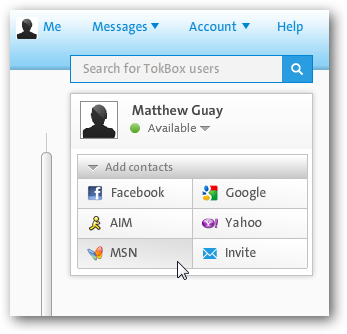 Me Messages Account Help
Search for TokBox users
Matthew Guay
Available
Add contacts
Facebook Google
AIM Yahoo
MSN Invite